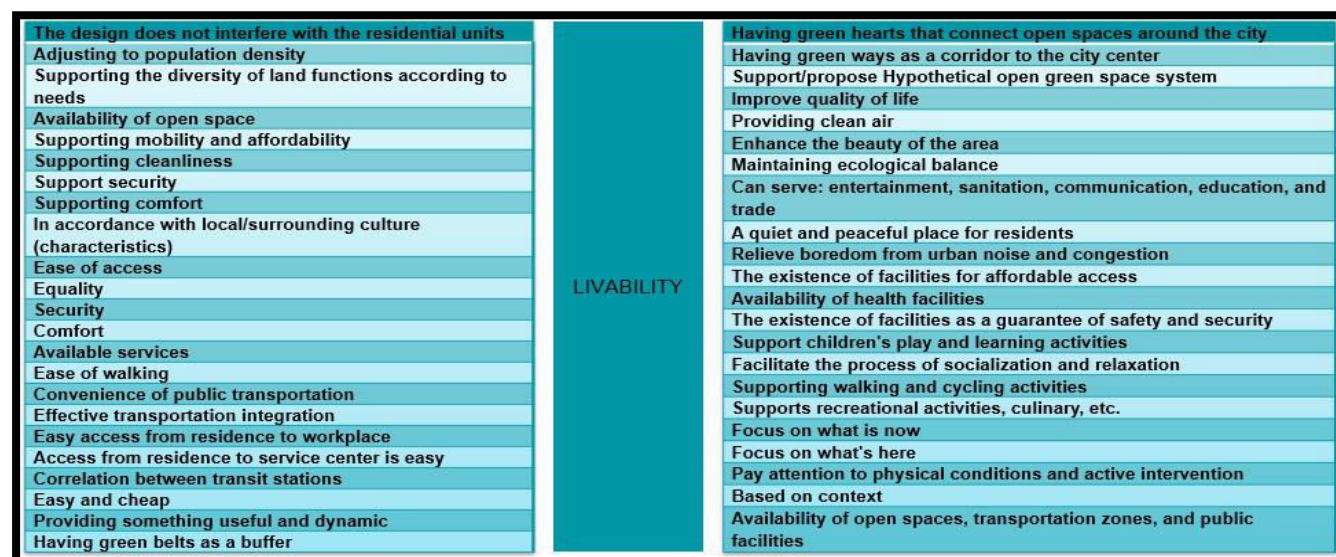 The design does not interfere with the residential units
Adjusting to population density
Supporting the diversity of land functions according to
needs
Availability of open space
Supporting mobility and affordability
Supporting cleanliness
Support security
Supporting comfort
In accordance with local/surrounding culture
(characteristics)
Ease of access
Equality
Security
Comfort
Available services
Ease of walking
Convenience of public transportation
Effective transportation integration
Easy access from residence to workplace
Access from residence to service center is easy
Correlation between transit stations
Easy and cheap
Providing something useful and dynamic
Having green belts as a buffer
LIVABILITY
Having green hearts that connect open spaces around the city
Having green ways as a corridor to the city center
Support/propose Hypothetical open green space system
Improve quality of life
Providing clean air
Enhance the beauty of the area
Maintaining ecological balance
Can serve: entertainment, sanitation, communication, education, and
trade
A quiet and peaceful place for residents
Relieve boredom from urban noise and congestion
The existence of facilities for affordable access
Availability of health facilities
The existence of facilities as a guarantee of safety and security
Support children's play and learning activities
Facilitate the process of socialization and relaxation
Supporting walking and cycling activities
Supports recreational activities, culinary, etc.
Focus on what is now
Focus on what's here
Pay attention to physical conditions and active intervention
Based on context
Availability of open spaces, transportation zones, and public
facilities